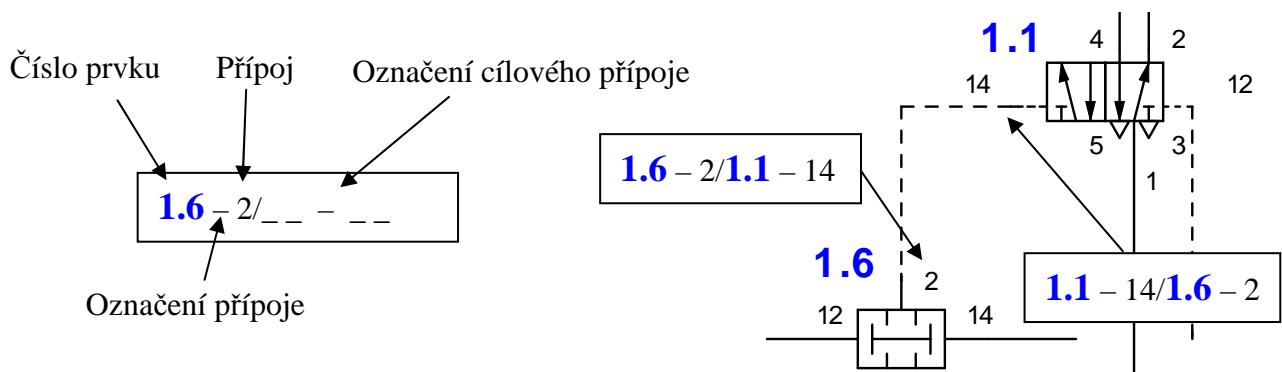 Číslo prvku
Přípoj
Označení cílového přípoje
1.6 – 2/_ _ – _ _
Označení přípoje
1.1
4
2
14
12
5
3
1
1.6 – 2/1.1 – 14
1.6
2
1.1 – 14/1.6 – 2
12
14